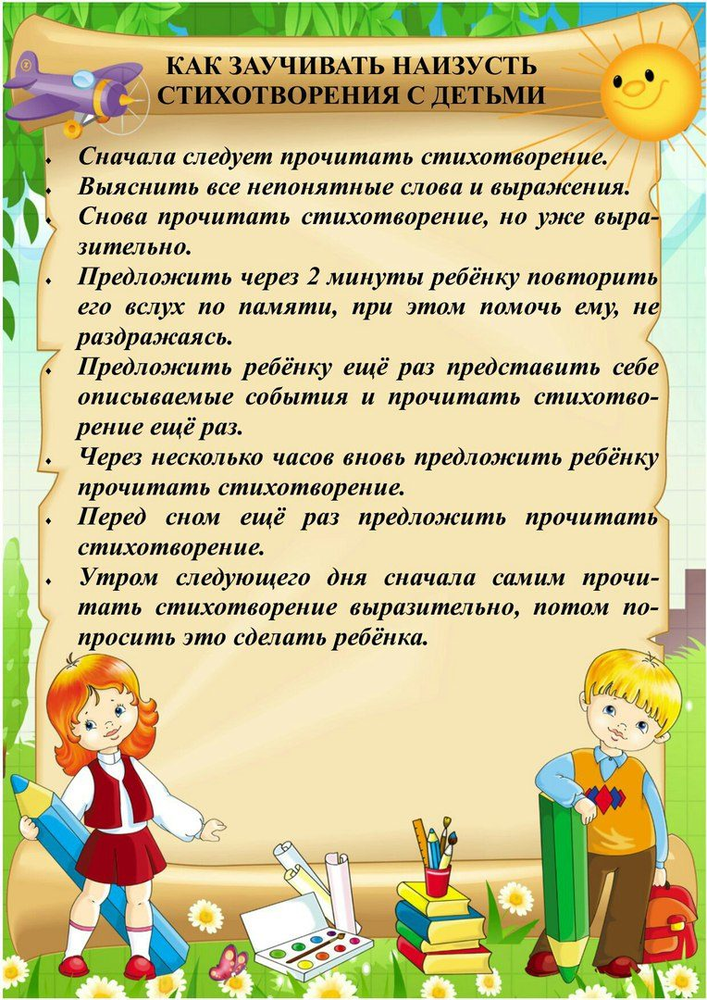 КАК ЗАУЧИВАТЬ НАИЗУСТЬ
СТИХОТВОРЕНИЯ С ДЕТЬМИ
Сначала следует прочитать стихотворение.
Выяснить все непонятные слова и выражения.
Снова прочитать стихотворение, но уже выра-
зительно.
Предложить через 2 минуты ребёнку повторить
его вслух по памяти, при этом помочь ему, не
раздражаясь.
Предложить ребёнку ещё раз представить себе
описываемые события и прочитать стихотво-
рение ещё раз.
Через несколько часов вновь предложить ребёнку
прочитать стихотворение.
Перед сном ещё раз предложить прочитать
стихотворение.
Утром следующего дня сначала самим прочи-
тать стихотворение выразительно, потом по-
просить это сделать ребёнка.